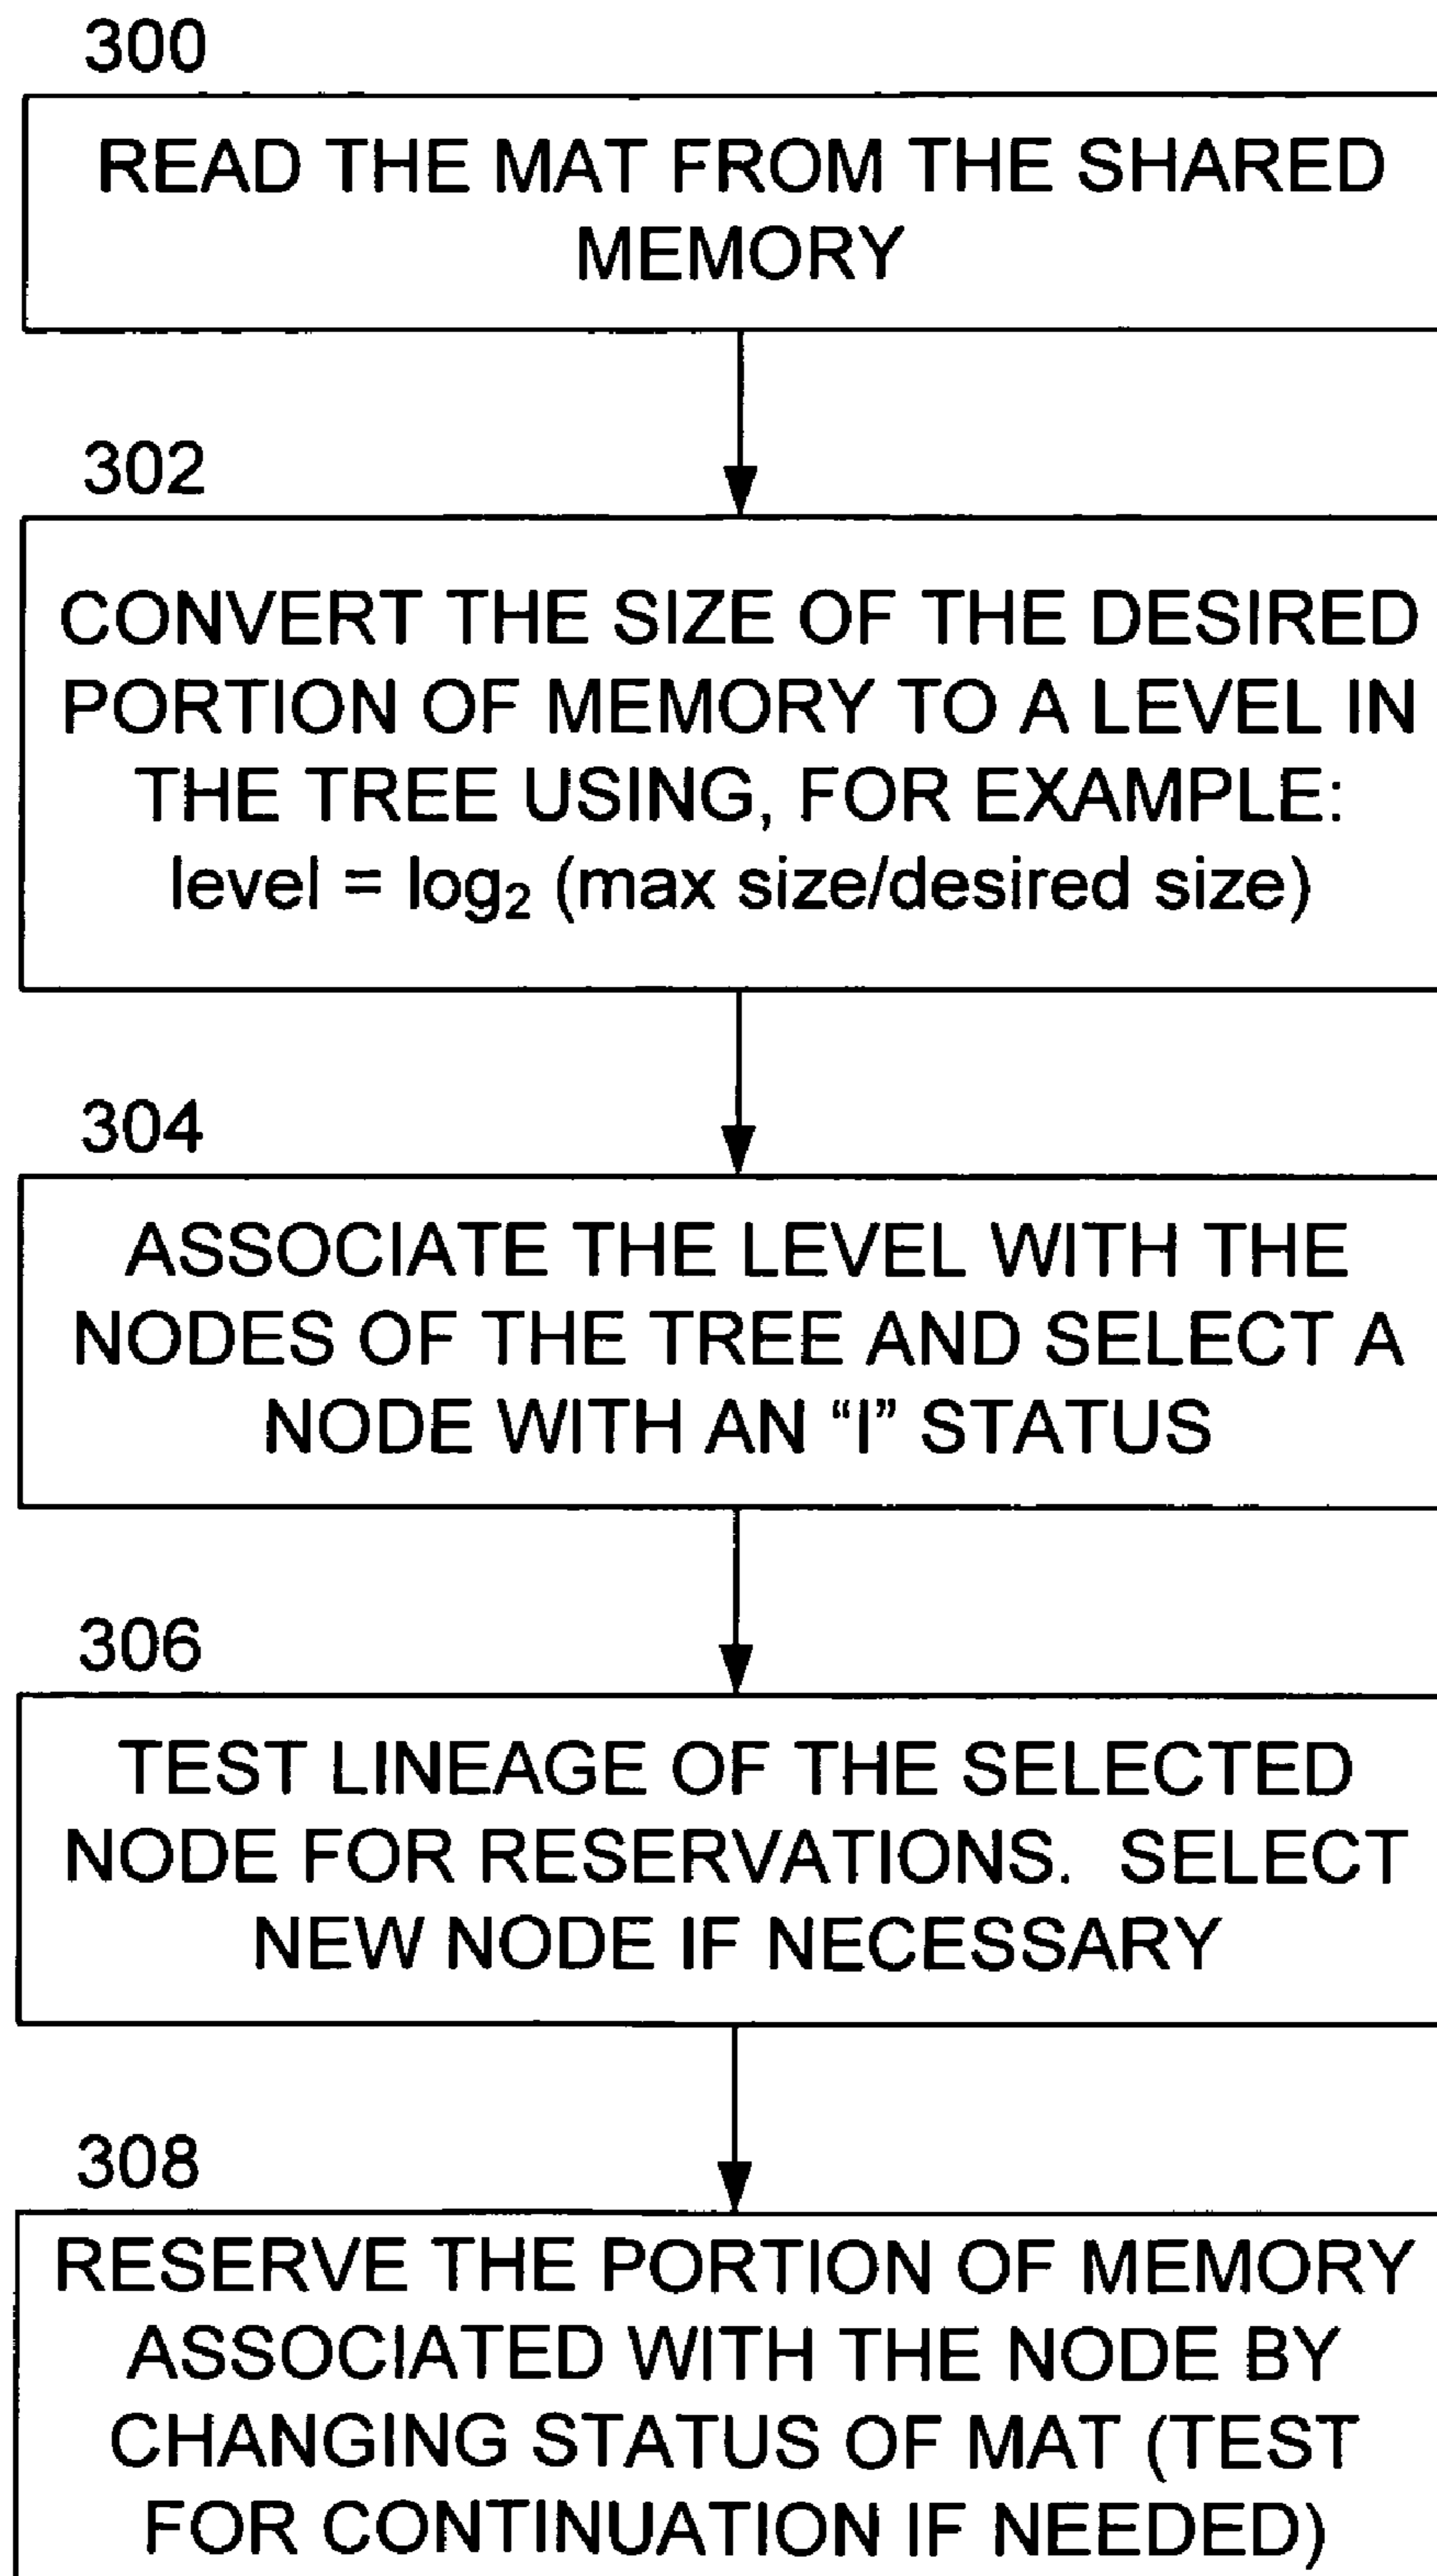 300
READ THE MAT FROM THE SHARED
MEMORY
302
CONVERT THE SIZE OF THE DESIRED
PORTION OF MEMORY TO A LEVEL IN
THE TREE USING, FOR EXAMPLE:
level = log₂ (max size/desired size)
304
ASSOCIATE THE LEVEL WITH THE
NODES OF THE TREE AND SELECT A
NODE WITH AN “I” STATUS
306
TEST LINEAGE OF THE SELECTED
NODE FOR RESERVATIONS. SELECT
NEW NODE IF NECESSARY
308
RESERVE THE PORTION OF MEMORY
ASSOCIATED WITH THE NODE BY
CHANGING STATUS OF MAT (TEST
FOR CONTINUATION IF NEEDED)